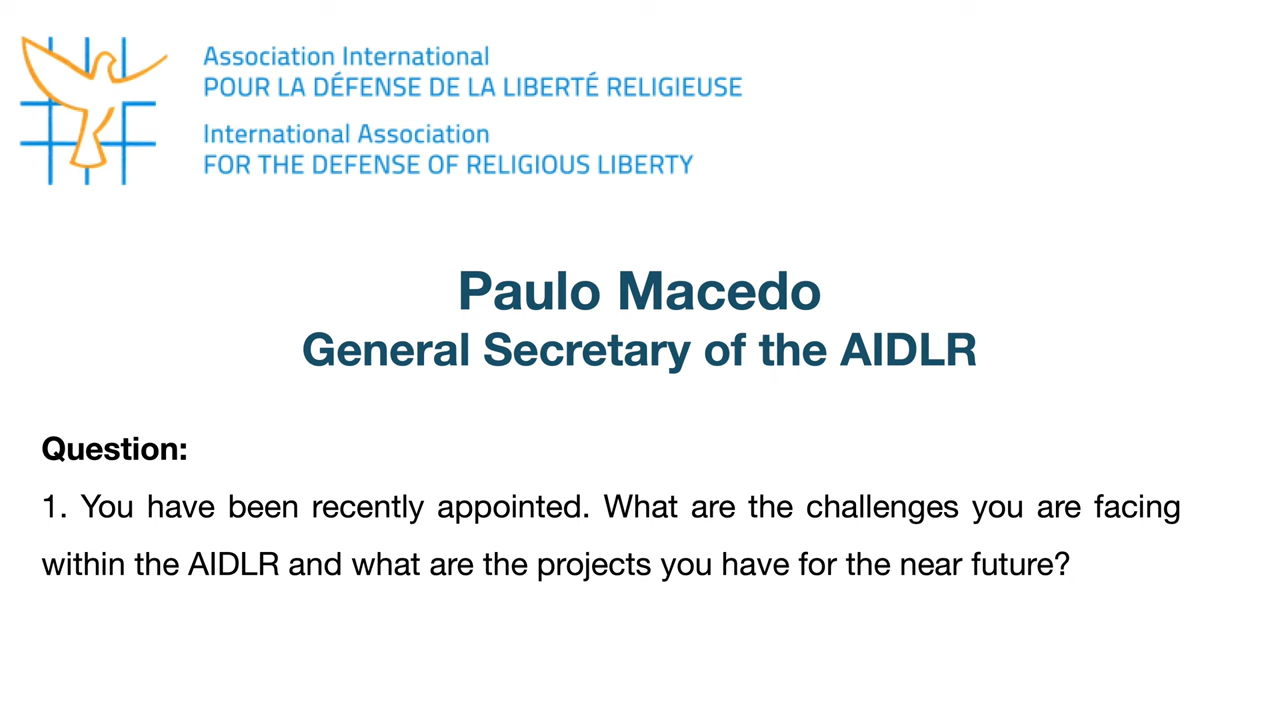 Association International
POUR LA DÉFENSE DE LA LIBERTÉ RELIGIEUSE
International Association
FOR THE DEFENSE OF RELIGIOUS LIBERTY
Paulo Macedo
General Secretary of the AIDLR
Question:
1. You have been recently appointed. What are the challenges you are facing
within the AIDLR and what are the projects you have for the near future?